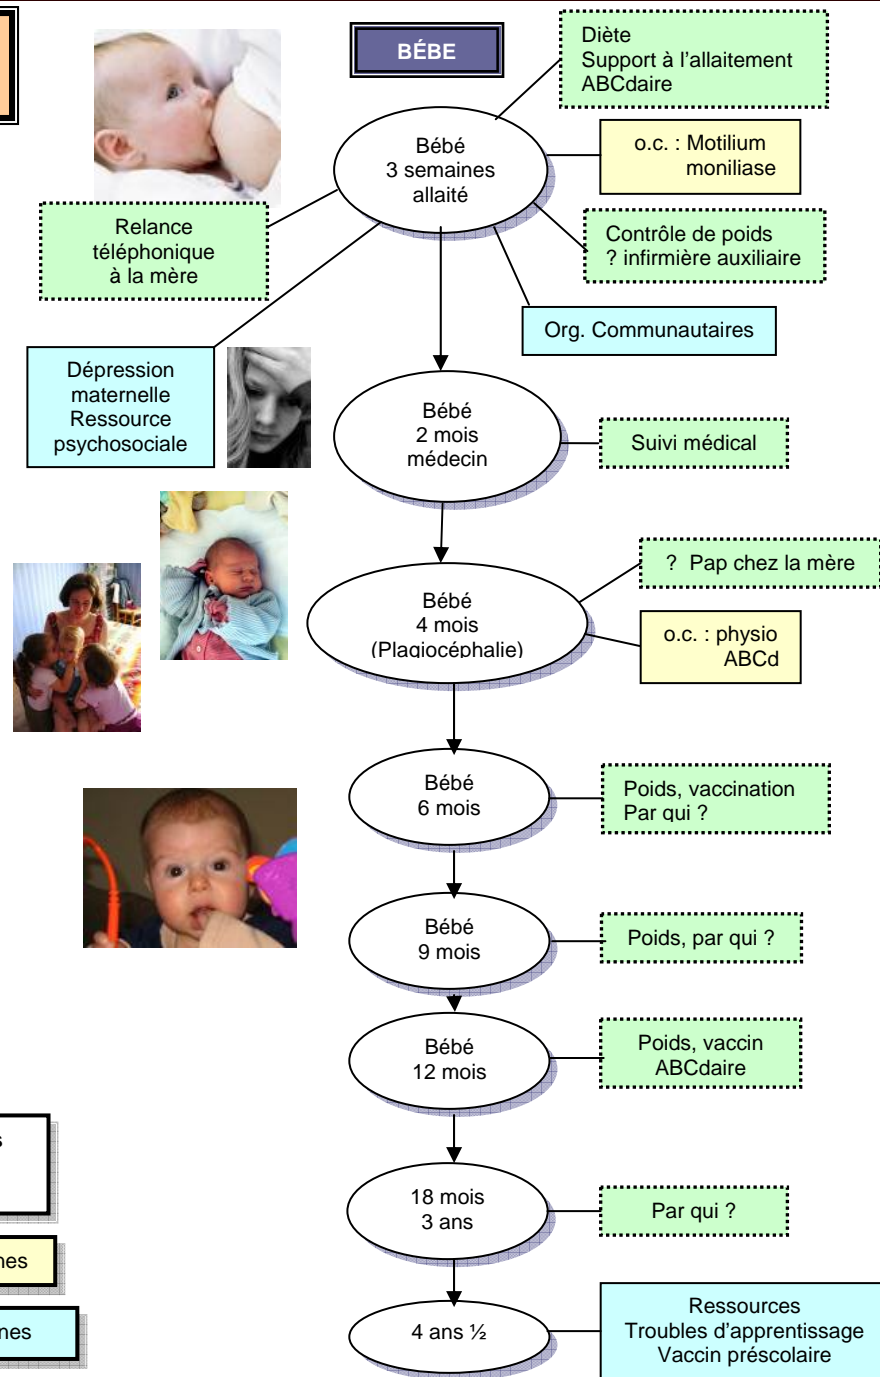 BÉBE
Diète
Support à l'allaitement
ABCdaire
Bébé
3 semaines
allaité
o.c. : Motilium
moniliase
Relance
téléphonique
à la mère
Contrôle de poids
? infirmière auxiliaire
Org. Communautaires
Dépression
maternelle
Ressource
psychosociale
Bébé
2 mois
médecin
Suivi médical
? Pap chez la mère
Bébé
4 mois
(Plagiocéphalie)
o.c. : physio
ABCd
Bébé
6 mois
Poids, vaccination
Par qui ?
Bébé
9 mois
Poids, par qui ?
Bébé
12 mois
Poids, vaccin
ABCdaire
18 mois
3 ans
Par qui ?
4 ans ½
Ressources
Troubles d'apprentissage
Vaccin préscolaire